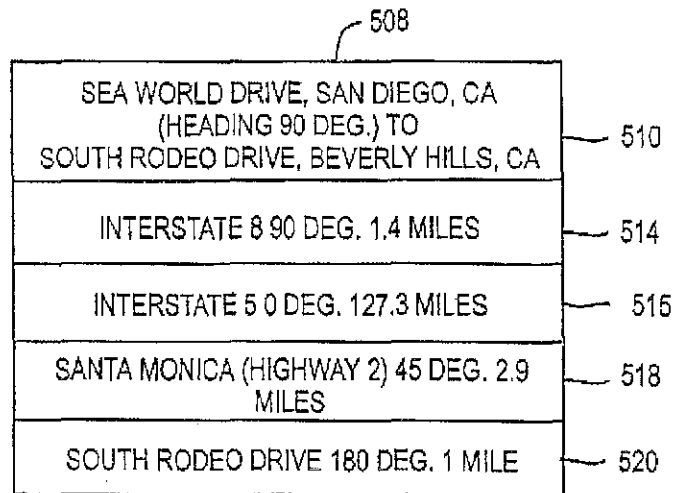 508
SEA WORLD DRIVE, SAN DIEGO, CA
(HEADING 90 DEG.) TO
SOUTH RODEO DRIVE, BEVERLY HILLS, CA
510
INTERSTATE 8 90 DEG. 1.4 MILES
514
INTERSTATE 5 0 DEG. 127.3 MILES
516
SANTA MONICA (HIGHWAY 2) 45 DEG. 2.9
MILES
518
SOUTH RODEO DRIVE 180 DEG. 1 MILE
520